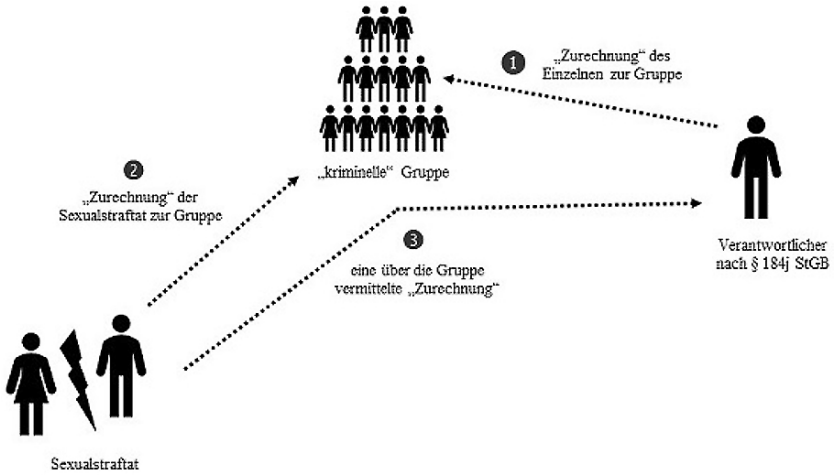 1
„Zurechnung“ des
Einzelnen zur Gruppe
„kriminelle“ Gruppe
2
„Zurechnung“ der
Sexualstraftat zur Gruppe
3
eine über die Gruppe
vermittelte „Zurechnung“
Verantwortlicher
nach § 184j StGB
Sexualstraftat